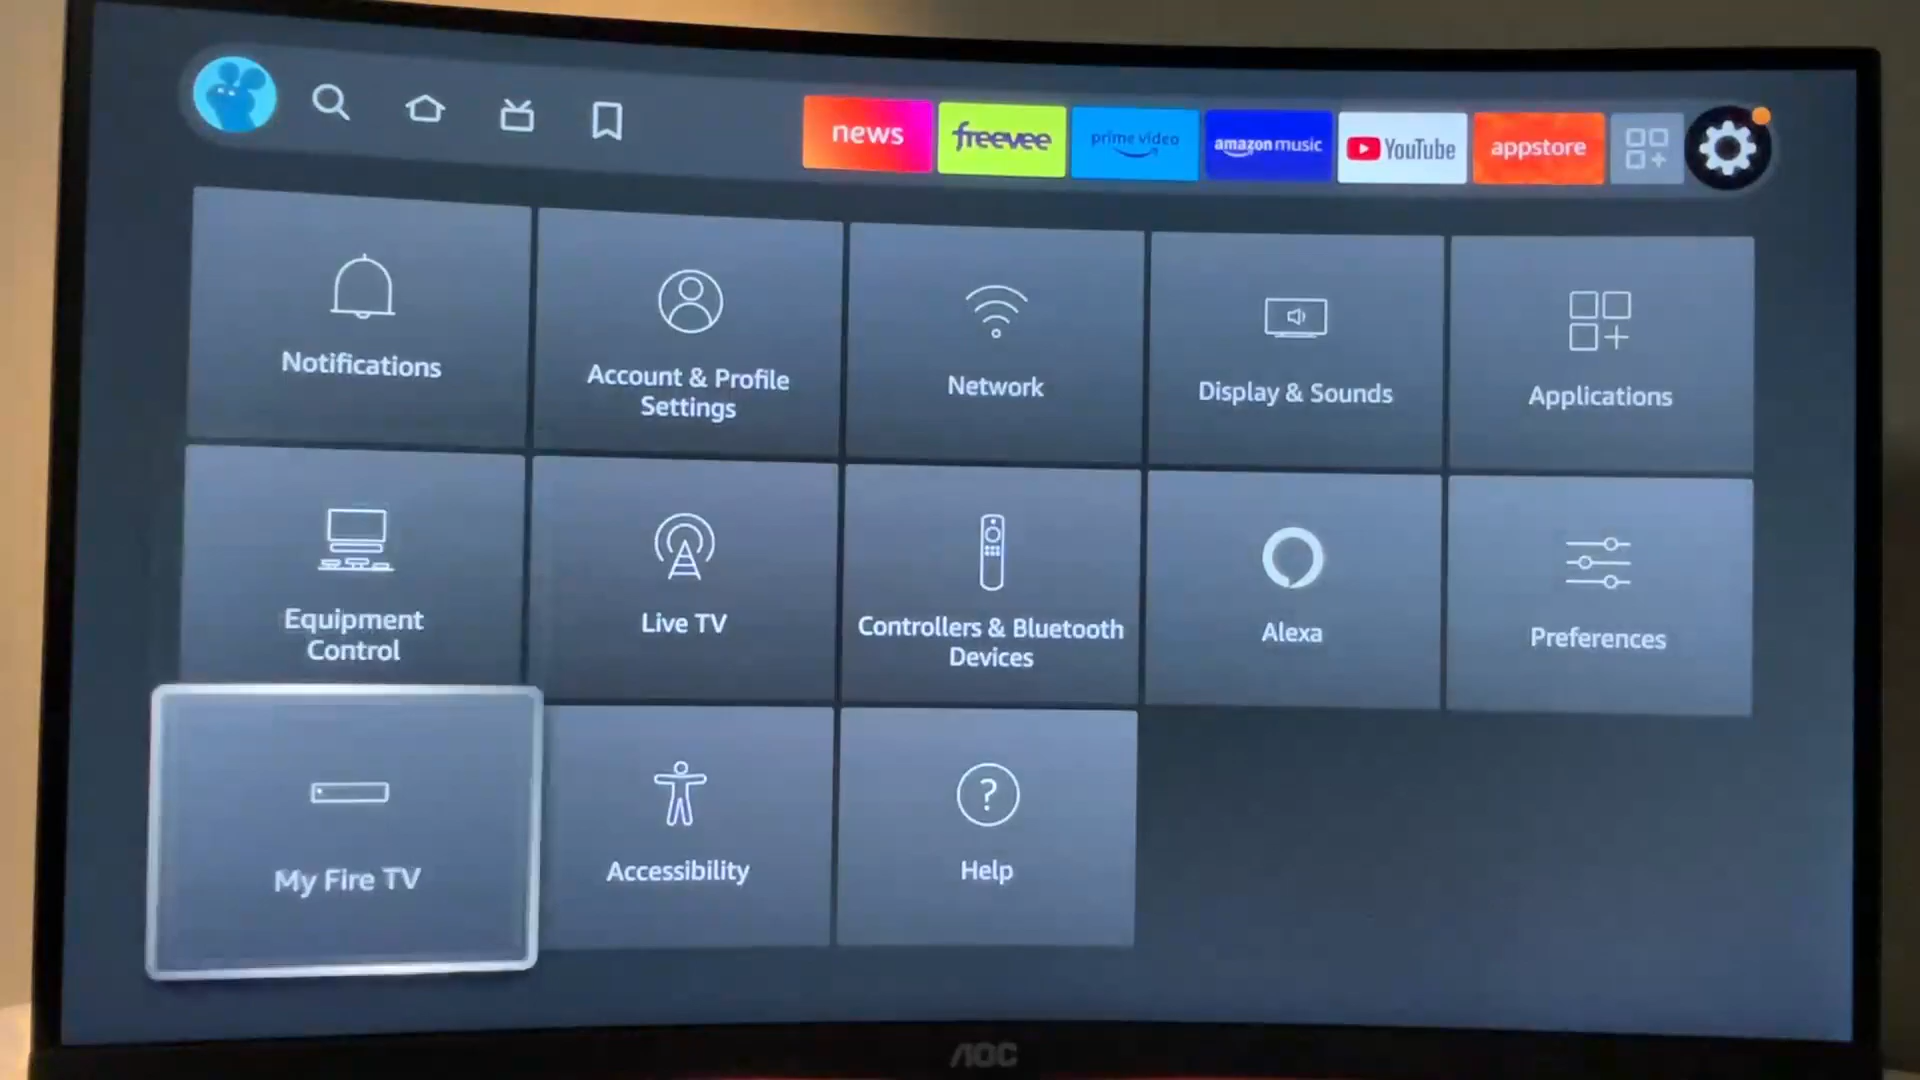 news
freevee
prime video
amazon music
YouTube
appstore
Notifications
Account & Profile
Settings
Network
Display & Sounds
Applications
Equipment
Control
Live TV
Controllers & Bluetooth
Devices
Alexa
Preferences
My Fire TV
Accessibility
?
Help
AOC